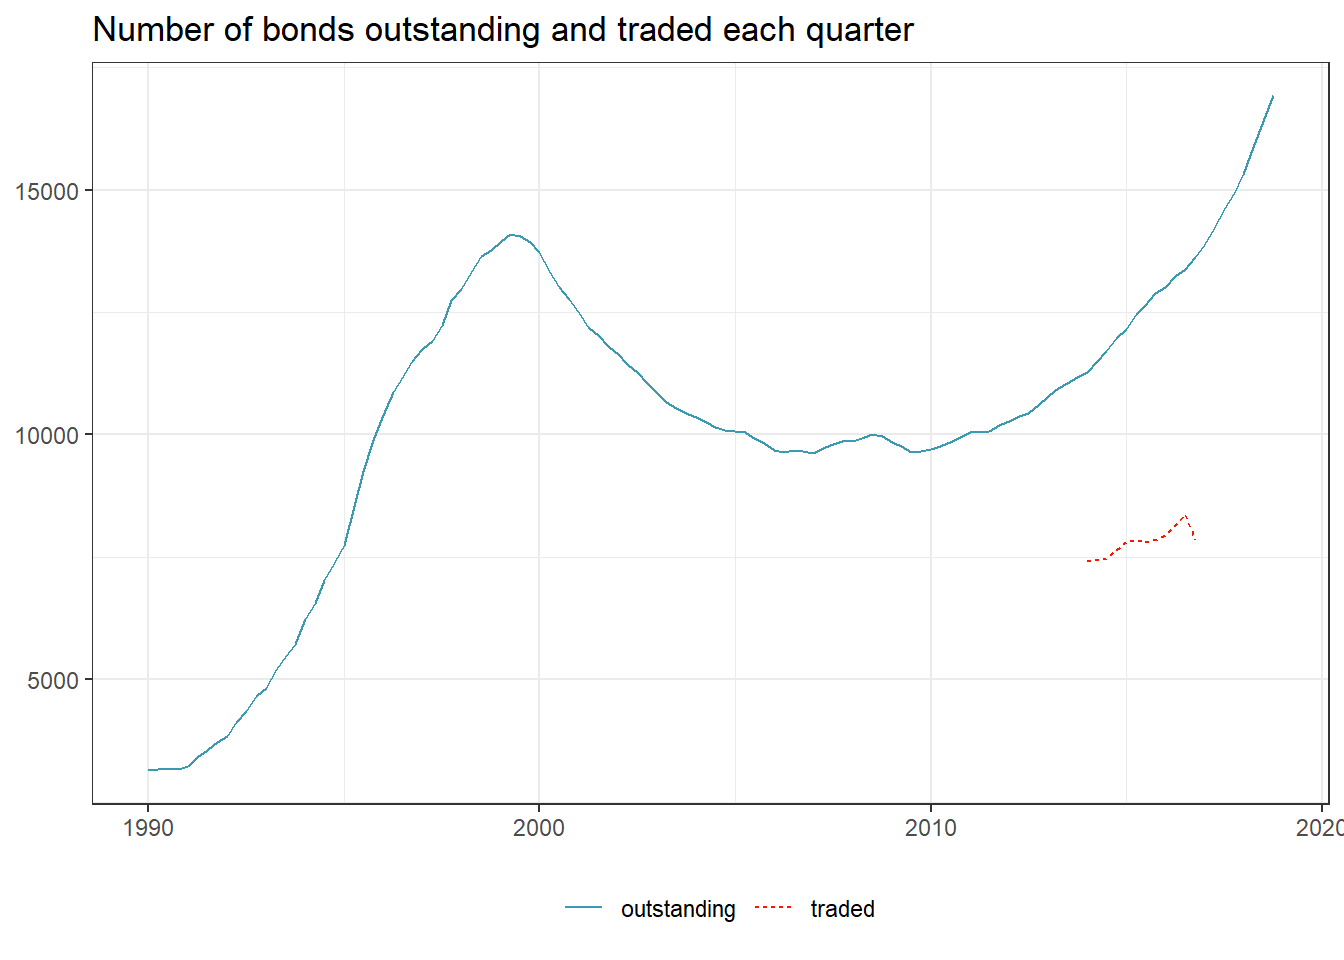 Number of bonds outstanding and traded each quarter
15000
10000
5000
1990 2000 2010 2020
outstanding traded